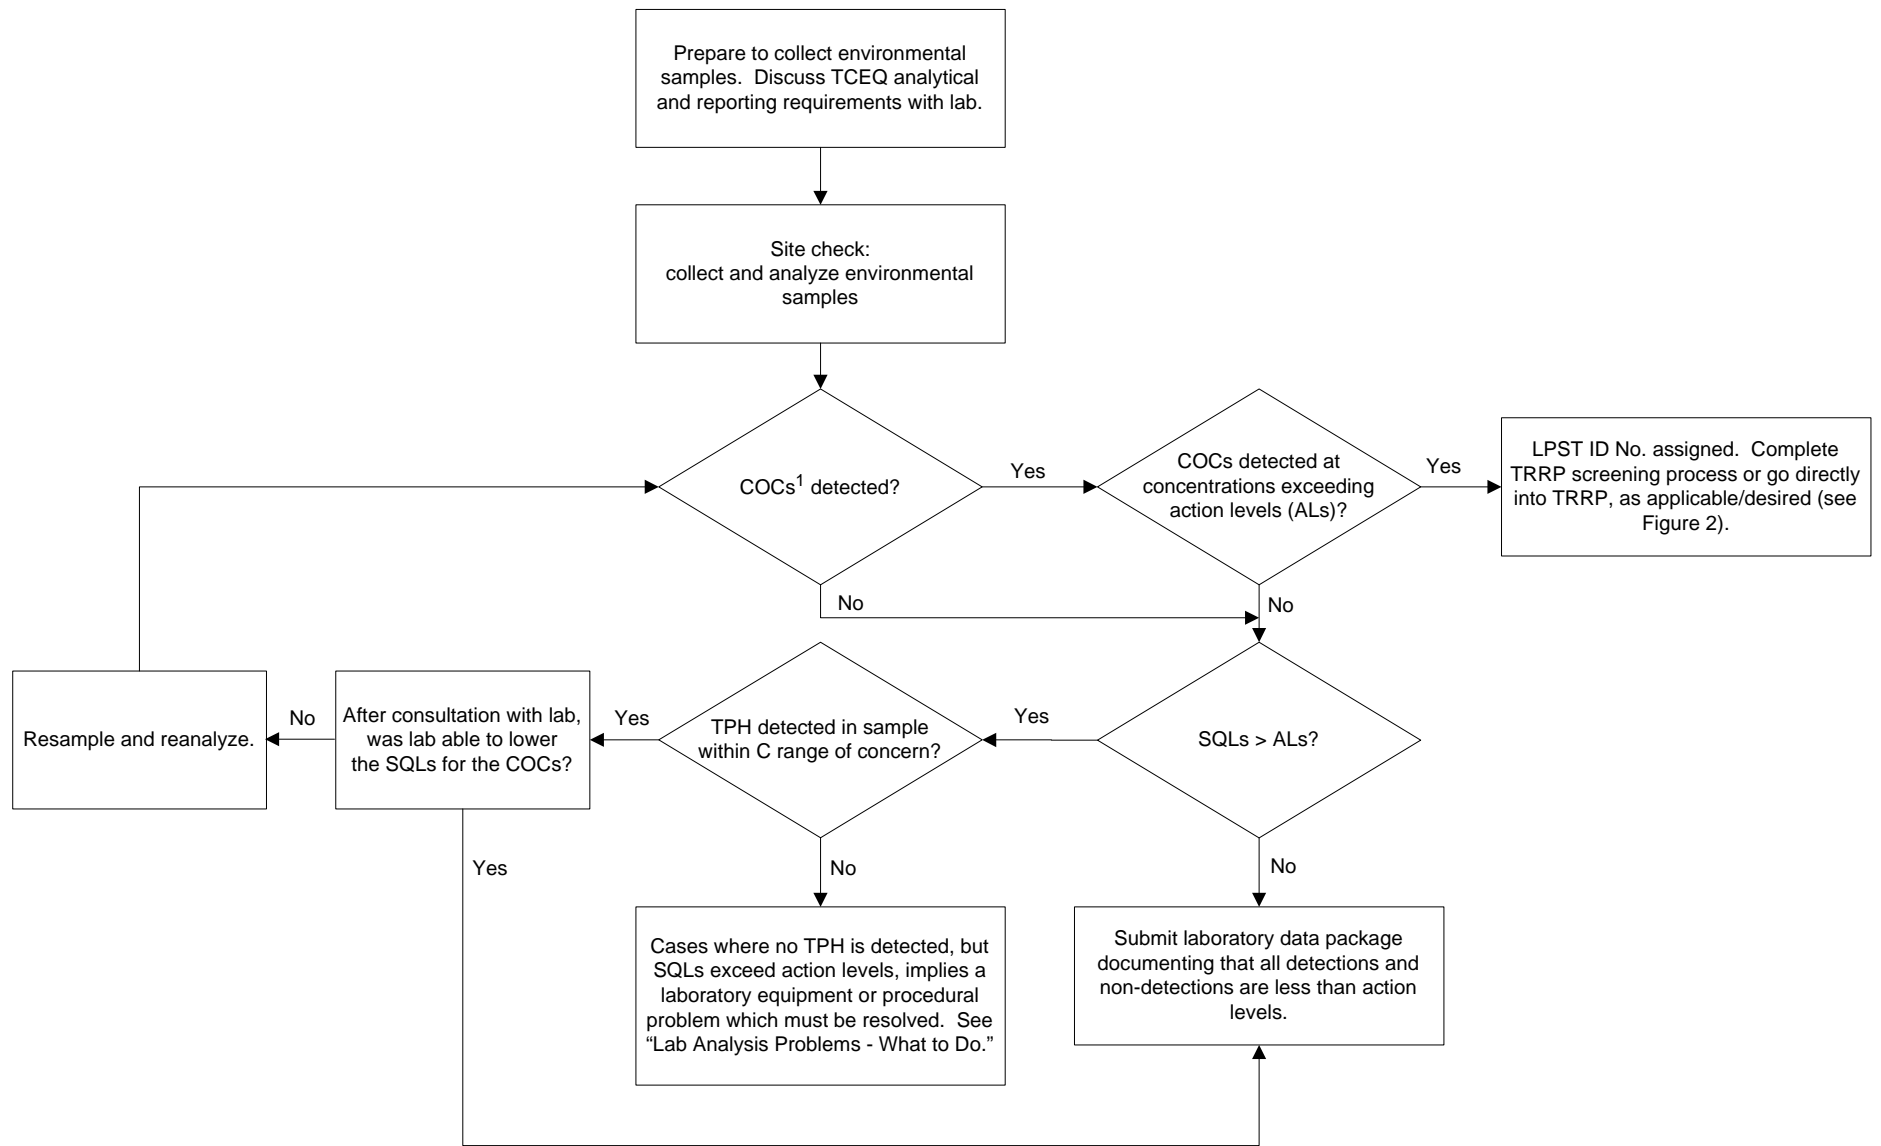 Prepare to collect environmental
samples.  Discuss TCEQ analytical
and reporting requirements with lab.
Site check:
collect and analyze environmental
samples
COCs1 detected?
Yes
COCs detected at
concentrations exceeding
action levels (ALs)?
Yes
LPST ID No. assigned.  Complete
TRRP screening process or go directly
into TRRP, as applicable/desired (see
Figure 2).
No
No
Resample and reanalyze.
No
After consultation with lab,
was lab able to lower
the SQLs for the COCs?
Yes
TPH detected in sample
within C range of concern?
Yes
SQLs > ALs?
Yes
No
No
Cases where no TPH is detected, but
SQLs exceed action levels, implies a
laboratory equipment or procedural
problem which must be resolved.  See
“Lab Analysis Problems - What to Do.”
Submit laboratory data package
documenting that all detections and
non-detections are less than action
levels.